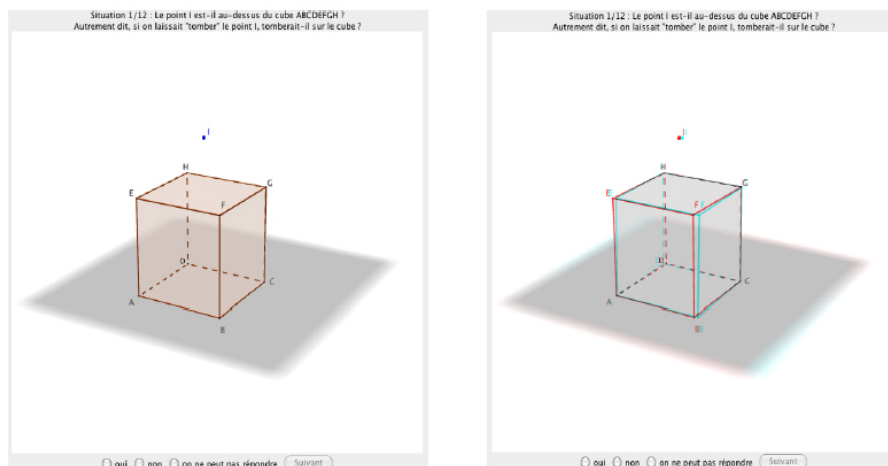 Situation 1/12 : Le point I est-il au-dessus du cube ABCDEFGH ?
Autrement dit, si on laissait "tomber" le point I, tomberait-il sur le cube ?
I
H
G
E
F
D
C
A
B
oui non on ne peut pas répondre Suivant
Situation 1/12 : Le point I est-il au-dessus du cube ABCDEFGH ?
Autrement dit, si on laissait "tomber" le point I, tomberait-il sur le cube ?
I
H
G
E
F
D
C
A
B
oui non on ne peut pas répondre Suivant